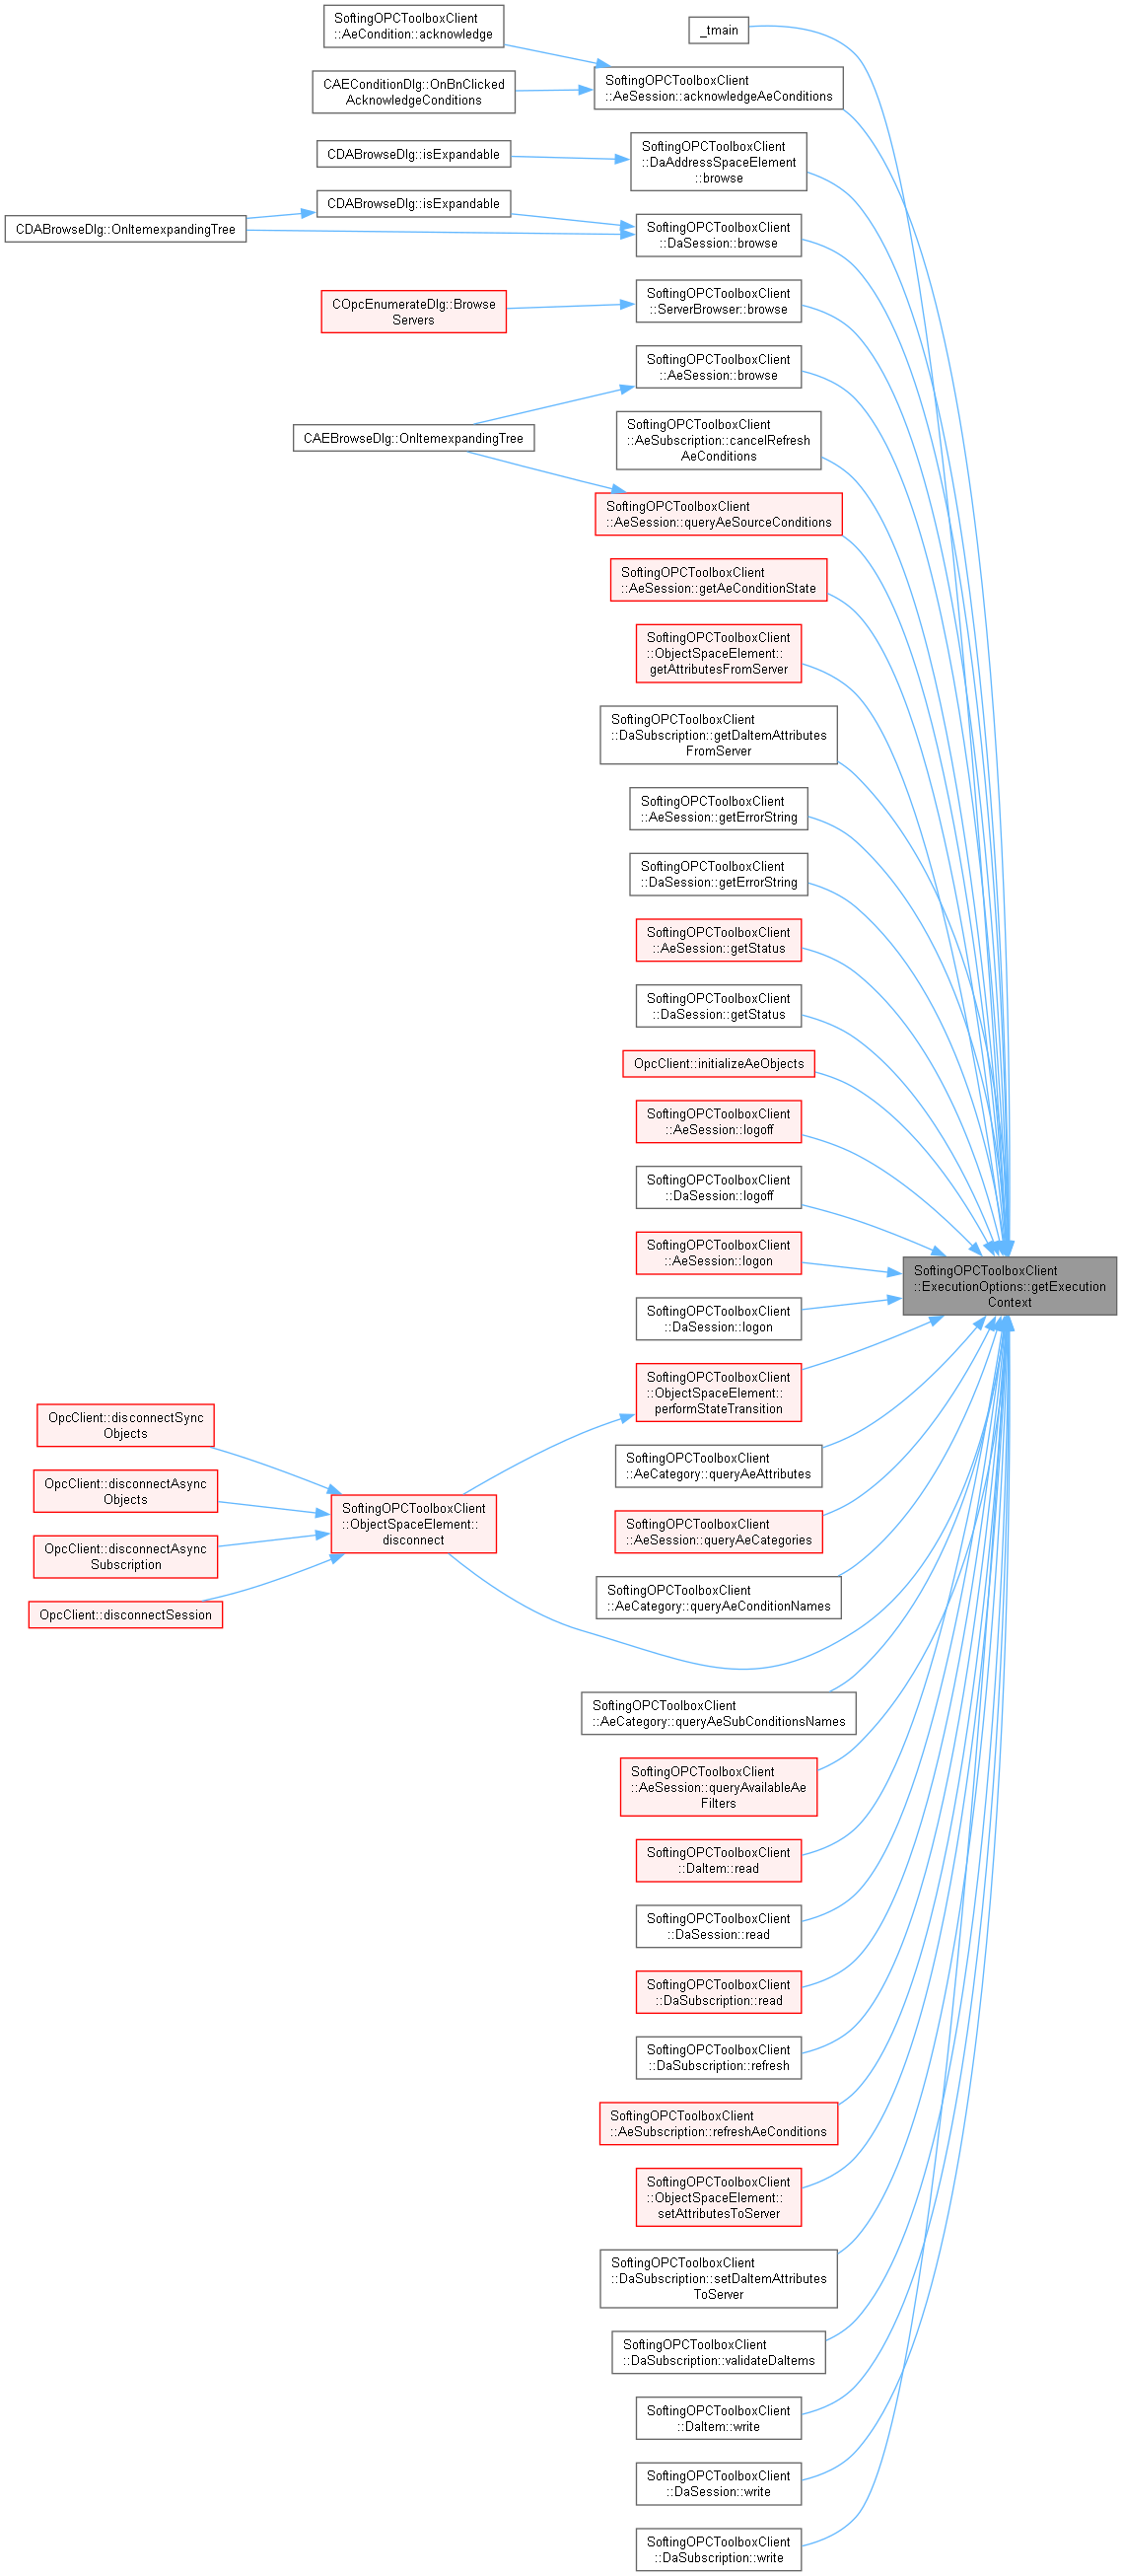 SoftingOPCToolboxClient
::AeCondition::acknowledge
_tmain
CAEConditionDlg::OnBnClicked
AcknowledgeConditions
SoftingOPCToolboxClient
::AeSession::acknowledgeAeConditions
CDABrowseDlg::isExpandable
SoftingOPCToolboxClient
::DaAddressSpaceElement
::browse
CDABrowseDlg::OnItemexpandingTree
CDABrowseDlg::isExpandable
SoftingOPCToolboxClient
::DaSession::browse
COpcEnumerateDlg::Browse
Servers
SoftingOPCToolboxClient
::ServerBrowser::browse
SoftingOPCToolboxClient
::AeSession::browse
CAEBrowseDlg::OnItemexpandingTree
SoftingOPCToolboxClient
::AeSubscription::cancelRefresh
AeConditions
SoftingOPCToolboxClient
::AeSession::queryAeSourceConditions
SoftingOPCToolboxClient
::AeSession::getAeConditionState
SoftingOPCToolboxClient
::ObjectSpaceElement::
getAttributesFromServer
SoftingOPCToolboxClient
::DaSubscription::getDaItemAttributes
FromServer
SoftingOPCToolboxClient
::AeSession::getErrorString
SoftingOPCToolboxClient
::DaSession::getErrorString
SoftingOPCToolboxClient
::AeSession::getStatus
SoftingOPCToolboxClient
::DaSession::getStatus
OpcClient::initializeAeObjects
SoftingOPCToolboxClient
::AeSession::logoff
SoftingOPCToolboxClient
::DaSession::logoff
SoftingOPCToolboxClient
::AeSession::logon
SoftingOPCToolboxClient
::ExecutionOptions::getExecution
Context
SoftingOPCToolboxClient
::DaSession::logon
SoftingOPCToolboxClient
::ObjectSpaceElement::
performStateTransition
OpcClient::disconnectSync
Objects
OpcClient::disconnectAsync
Objects
OpcClient::disconnectAsync
Subscription
OpcClient::disconnectSession
SoftingOPCToolboxClient
::ObjectSpaceElement::
disconnect
SoftingOPCToolboxClient
::AeCategory::queryAeAttributes
SoftingOPCToolboxClient
::AeSession::queryAeCategories
SoftingOPCToolboxClient
::AeCategory::queryAeConditionNames
SoftingOPCToolboxClient
::AeCategory::queryAeSubConditionsNames
SoftingOPCToolboxClient
::AeSession::queryAvailableAe
Filters
SoftingOPCToolboxClient
::DaItem::read
SoftingOPCToolboxClient
::DaSession::read
SoftingOPCToolboxClient
::DaSubscription::read
SoftingOPCToolboxClient
::DaSubscription::refresh
SoftingOPCToolboxClient
::AeSubscription::refreshAeConditions
SoftingOPCToolboxClient
::ObjectSpaceElement::
setAttributesToServer
SoftingOPCToolboxClient
::DaSubscription::setDaItemAttributes
ToServer
SoftingOPCToolboxClient
::DaSubscription::validateDaItems
SoftingOPCToolboxClient
::DaItem::write
SoftingOPCToolboxClient
::DaSession::write
SoftingOPCToolboxClient
::DaSubscription::write